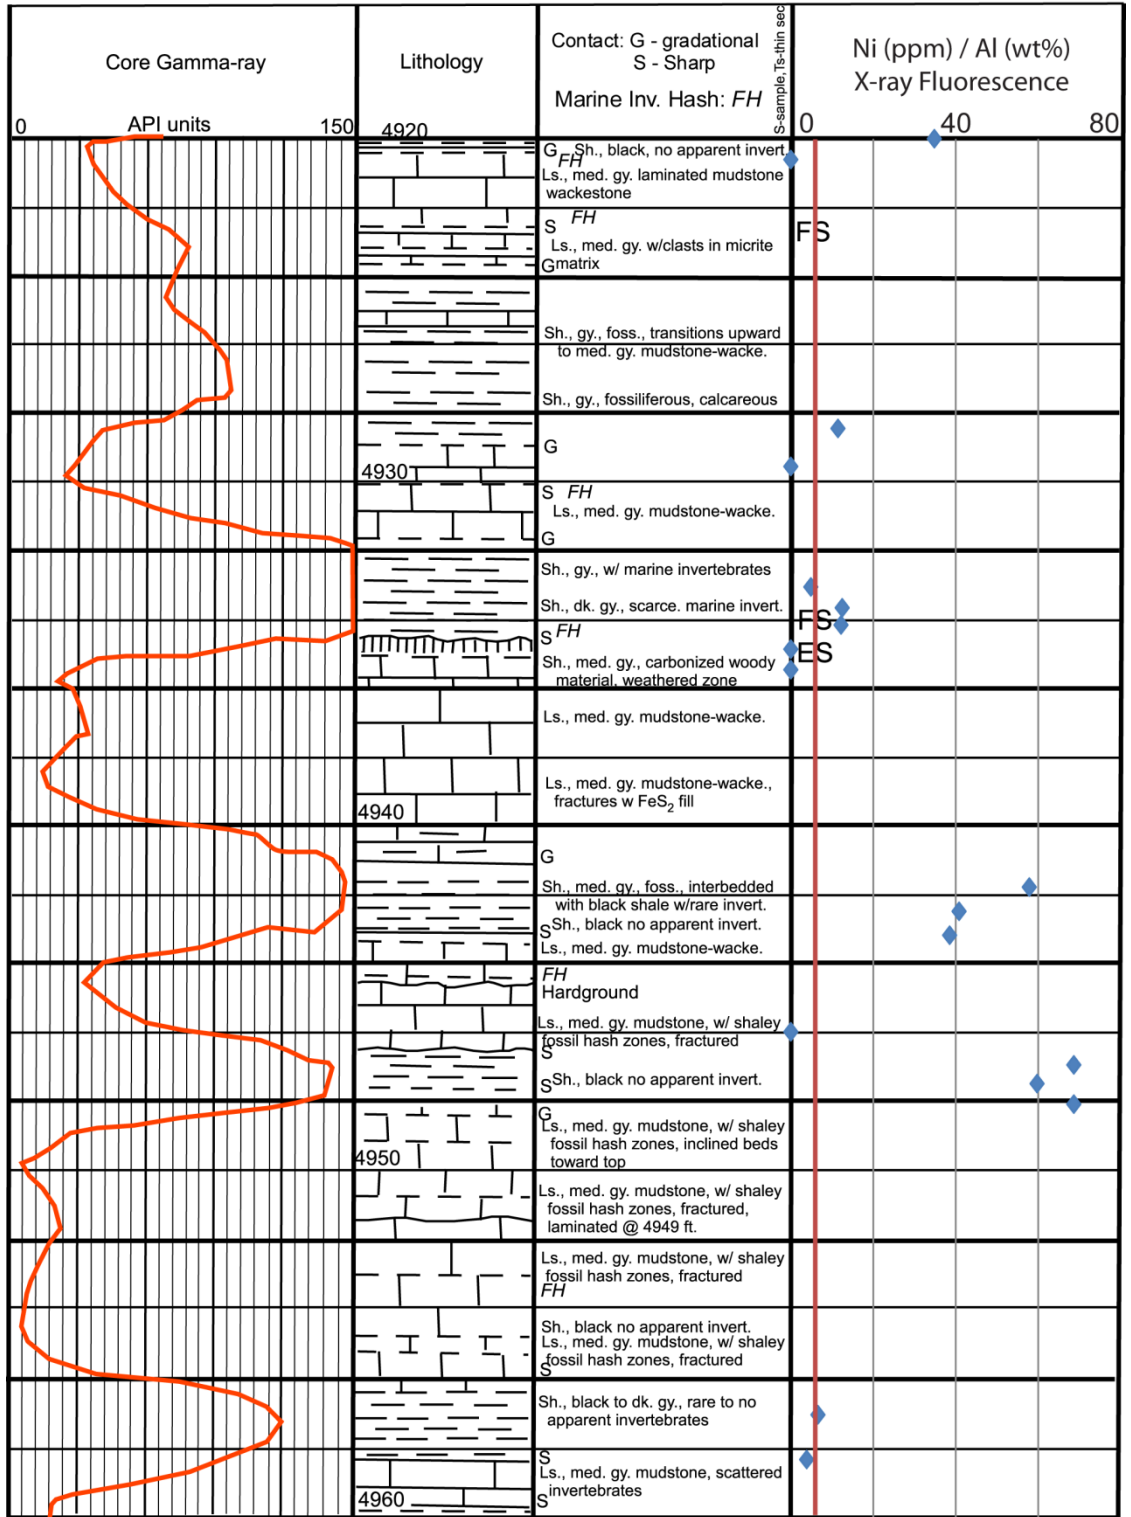 Core Gamma-ray
Lithology
Contact: G - gradational
S - Sharp
Marine Inv. Hash: FH
S-sample,Ts-thin sec
Ni (ppm) / Al (wt%)
X-ray Fluorescence
0 API units 150
4920
0 40 80
G Sh., black, no apparent invert.
FH
Ls., med. gy. laminated mudstone
wackestone
S FH
FS
Ls., med. gy. w/clasts in micrite
G matrix
Sh., gy., foss., transitions upward
to med. gy. mudstone-wacke.
Sh., gy., fossiliferous, calcareous
G
4930
S FH
Ls., med. gy. mudstone-wacke.
G
Sh., gy., w/ marine invertebrates
Sh., dk. gy., scarce. marine invert.
FS
S FH
ES
Sh., med. gy., carbonized woody
material, weathered zone
Ls., med. gy. mudstone-wacke.
Ls., med. gy. mudstone-wacke.,
fractures w FeS2 fill
4940
G
Sh., med. gy., foss., interbedded
with black shale w/rare invert.
S Sh., black no apparent invert.
Ls., med. gy. mudstone-wacke.
FH
Hardground
Ls., med. gy. mudstone, w/ shaley
fossil hash zones, fractured
S
S Sh., black no apparent invert.
G
Ls., med. gy. mudstone, w/ shaley
fossil hash zones, inclined beds
toward top
4950
Ls., med. gy. mudstone, w/ shaley
fossil hash zones, fractured,
laminated @ 4949 ft.
Ls., med. gy. mudstone, w/ shaley
fossil hash zones, fractured
FH
Sh., black no apparent invert.
Ls., med. gy. mudstone, w/ shaley
fossil hash zones, fractured
S
Sh., black to dk. gy., rare to no
apparent invertebrates
S
Ls., med. gy. mudstone, scattered
invertebrates
4960
S